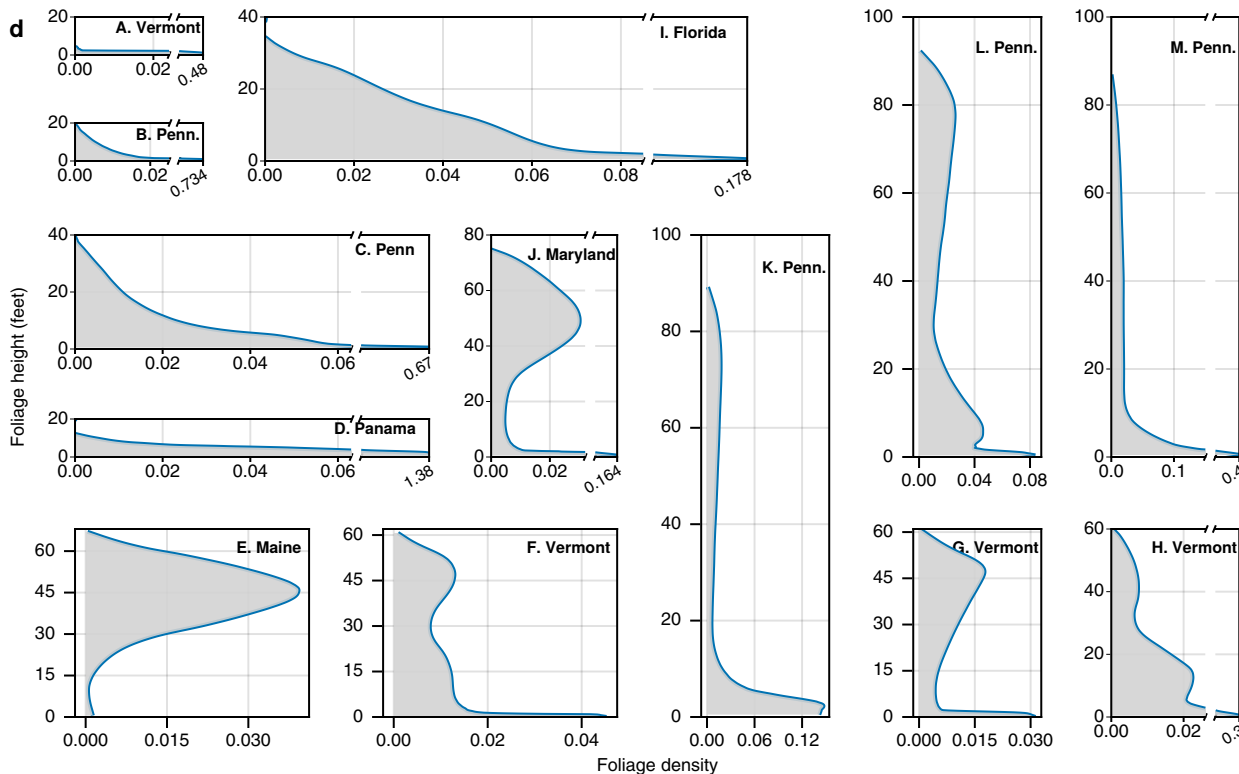 d
Foliage height (feet)
A. Vermont
20
0
0.00 0.02 0.48
B. Penn.
20
0
0.00 0.02 0.734
I. Florida
40
20
0
0.00 0.02 0.04 0.06 0.08 0.178
C. Penn
40
20
0
0.00 0.02 0.04 0.06 0.67
D. Panama
20
0
0.00 0.02 0.04 0.06 1.38
J. Maryland
80
60
40
20
0
0.00 0.02 0.164
K. Penn.
100
80
60
40
20
0
0.00 0.06 0.12
L. Penn.
100
80
60
40
20
0
0.00 0.04 0.08
M. Penn.
100
80
60
40
20
0
0.0 0.1
E. Maine
60
45
30
15
0
0.000 0.015 0.030
F. Vermont
60
45
30
15
0
0.00 0.02 0.04
G. Vermont
60
45
30
15
0
0.000 0.015 0.030
H. Vermont
60
40
20
0
0.00 0.02
Foliage density